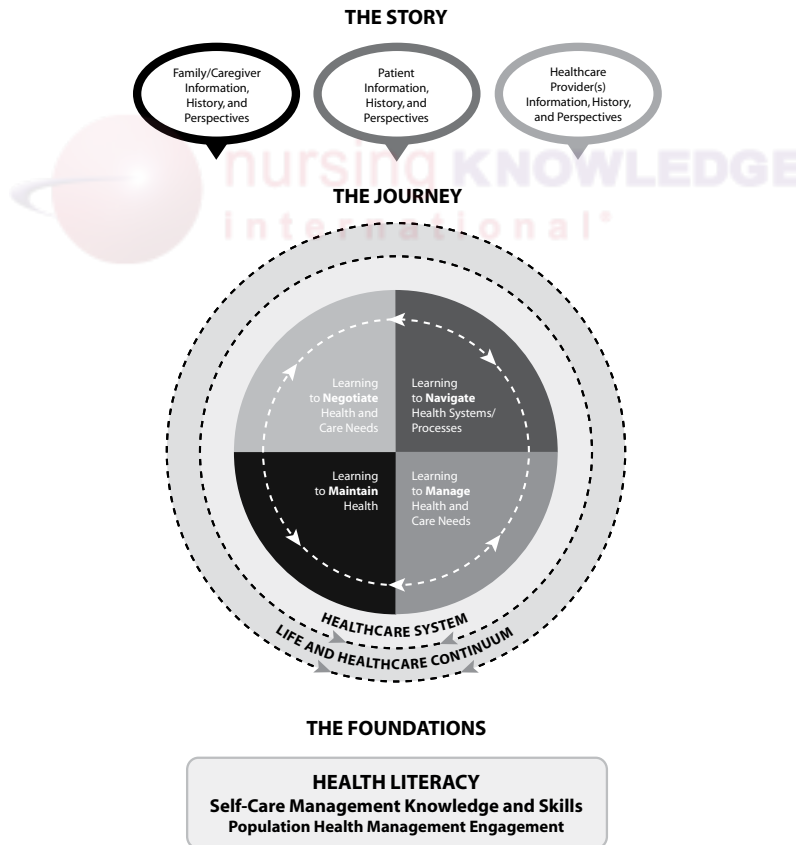 THE STORY
Family/Caregiver
Information,
History, and
Perspectives
Patient
Information,
History, and
Perspectives
Healthcare
Provider(s)
Information, History,
and Perspectives
nursing KNOWLEDGE
international®
THE JOURNEY
Learning
to Negotiate
Health and
Care Needs
Learning
to Navigate
Health Systems/
Processes
Learning
to Maintain
Health
Learning
to Manage
Health and
Care Needs
HEALTHCARE SYSTEM
LIFE AND HEALTHCARE CONTINUUM
THE FOUNDATIONS
HEALTH LITERACY
Self-Care Management Knowledge and Skills
Population Health Management Engagement